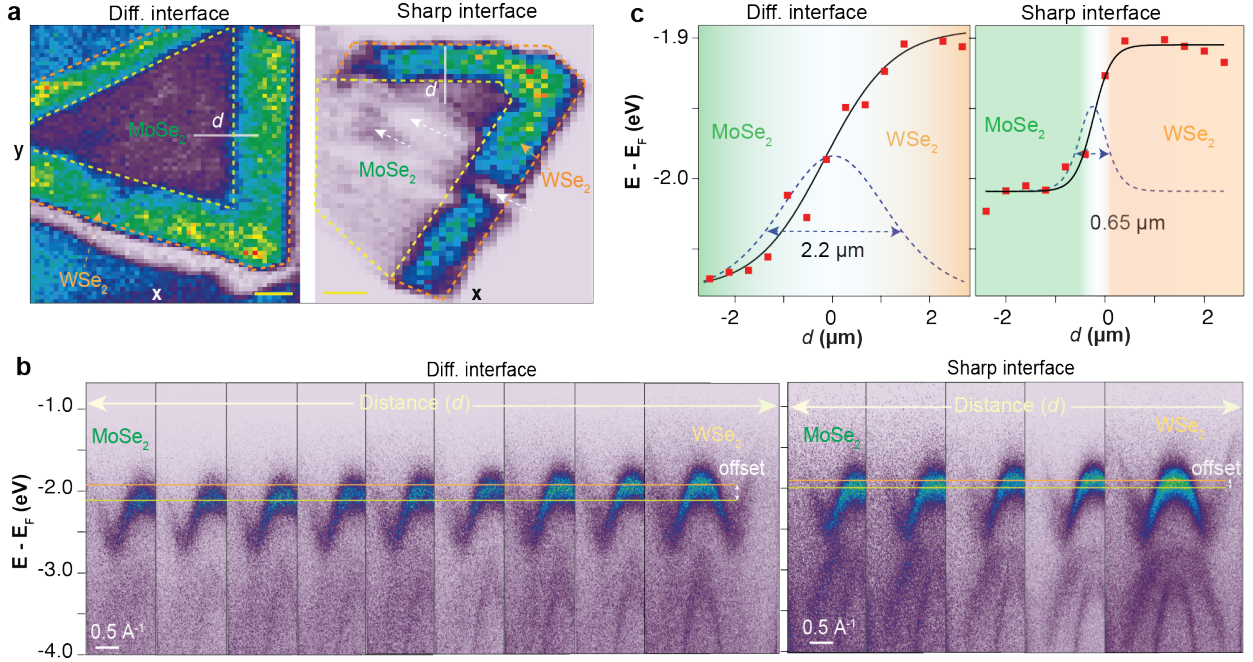 a
Diff. interface
Sharp interface
MoSe2
d
y
WSe2
x
d
MoSe2
WSe2
x
c
Diff. interface
Sharp interface
E - EF (eV)
-1.9
-2.0
MoSe2
WSe2
2.2 µm
-2
0
2
d (µm)
MoSe2
WSe2
0.65 µm
-2
0
2
d (µm)
b
Diff. interface
Sharp interface
E - EF (eV)
-1.0
-2.0
-3.0
-4.0
Distance (d)
MoSe2
WSe2
offset
0.5 Å-1
Distance (d)
MoSe2
WSe2
offset
0.5 Å-1